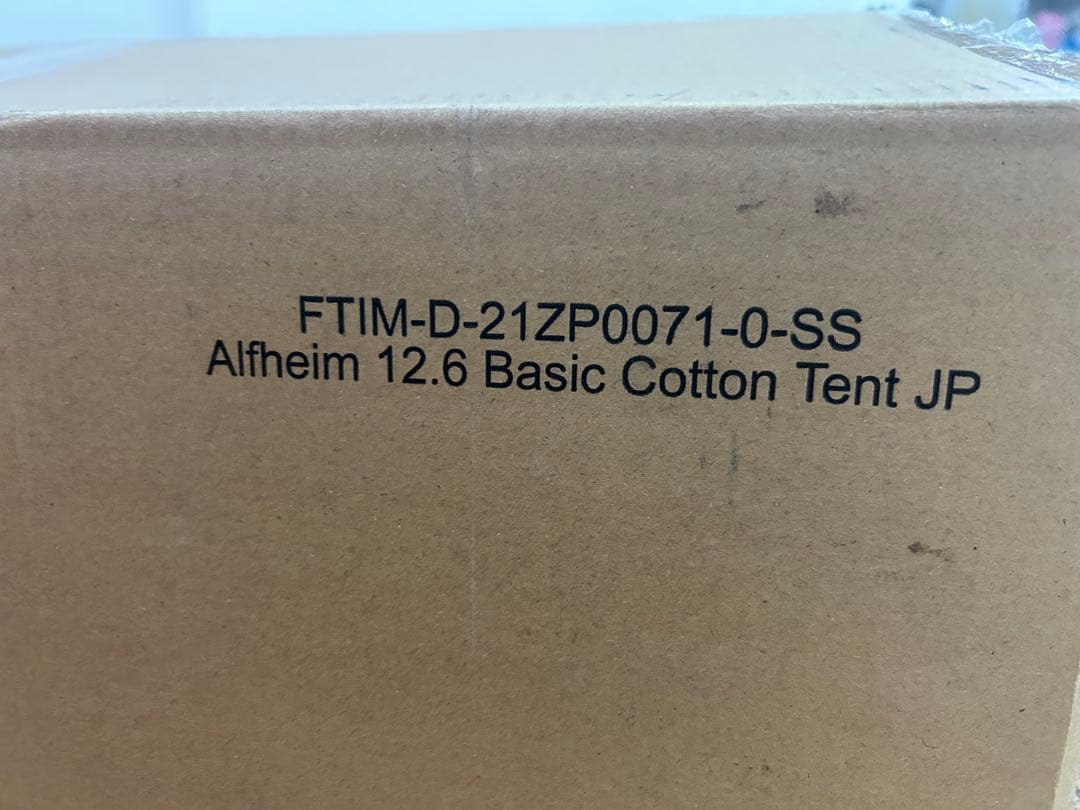 FTIM-D-21ZP0071-0-SS
Alfheim 12.6 Basic Cotton Tent JP